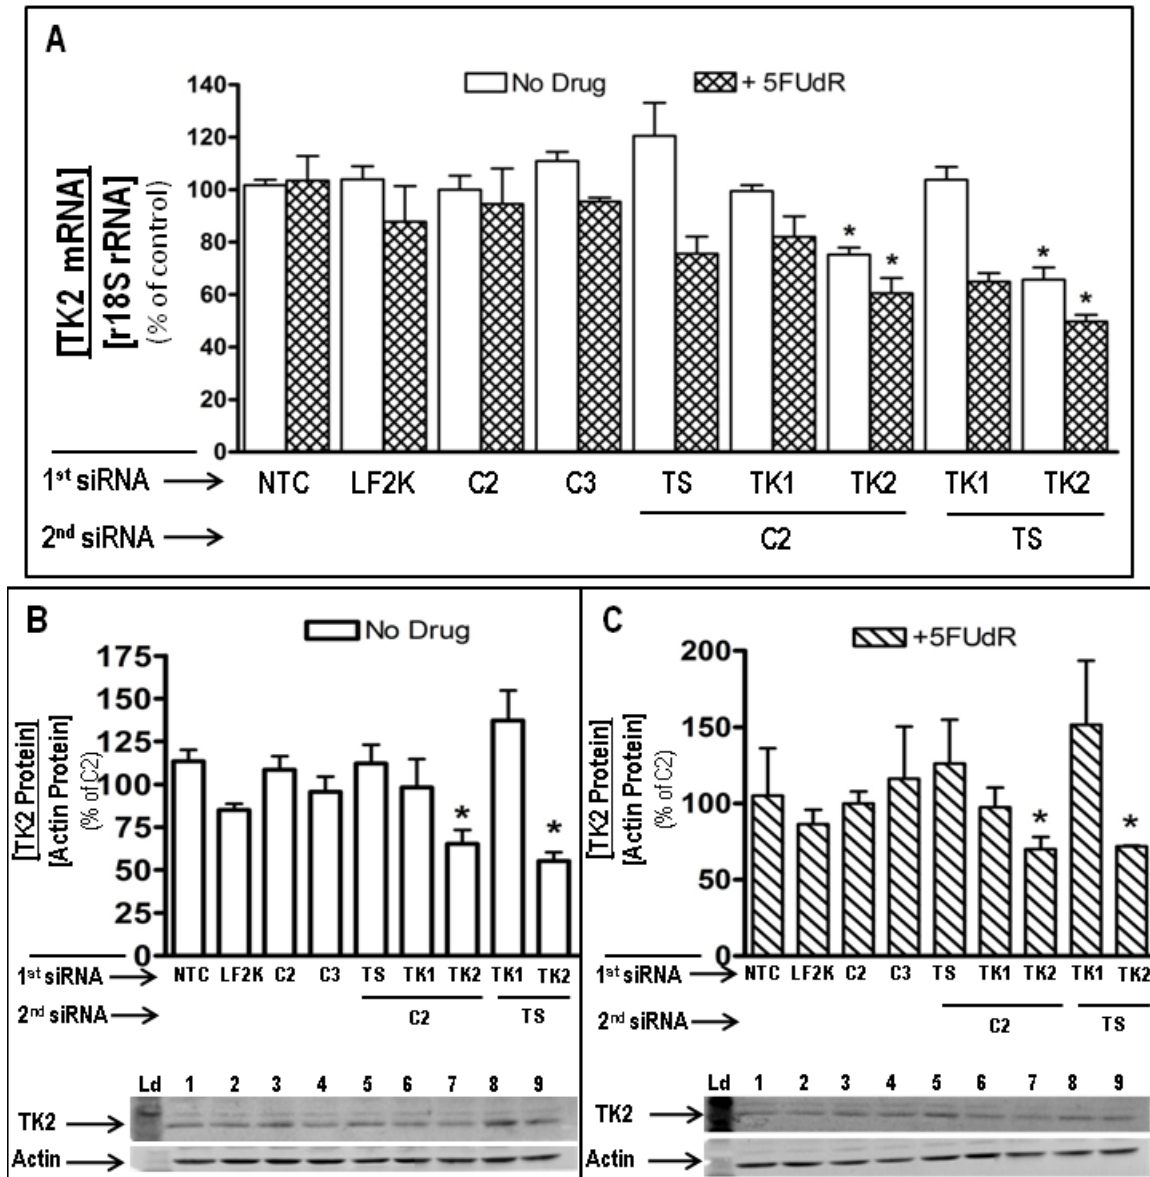 A
No Drug + 5FUdR
[TK2 mRNA]
[r18S rRNA]
(% of control)
140
120
100
80
60
40
20
0
* * * *
1st siRNA NTC LF2K C2 C3 TS TK1 TK2 TK1 TK2
2nd siRNA C2 TS
B
No Drug
[TK2 Protein]
[Actin Protein]
(% of C2)
175
150
125
100
75
50
25
0
* *
1st siRNA NTC LF2K C2 C3 TS TK1 TK2 TK1 TK2
2nd siRNA C2 TS
Ld 1 2 3 4 5 6 7 8 9
TK2
Actin
C
+5FUdR
[TK2 Protein]
[Actin Protein]
(% of C2)
200
150
100
50
0
* *
1st siRNA NTC LF2K C2 C3 TS TK1 TK2 TK1 TK2
2nd siRNA C2 TS
Ld 1 2 3 4 5 6 7 8 9
TK2
Actin